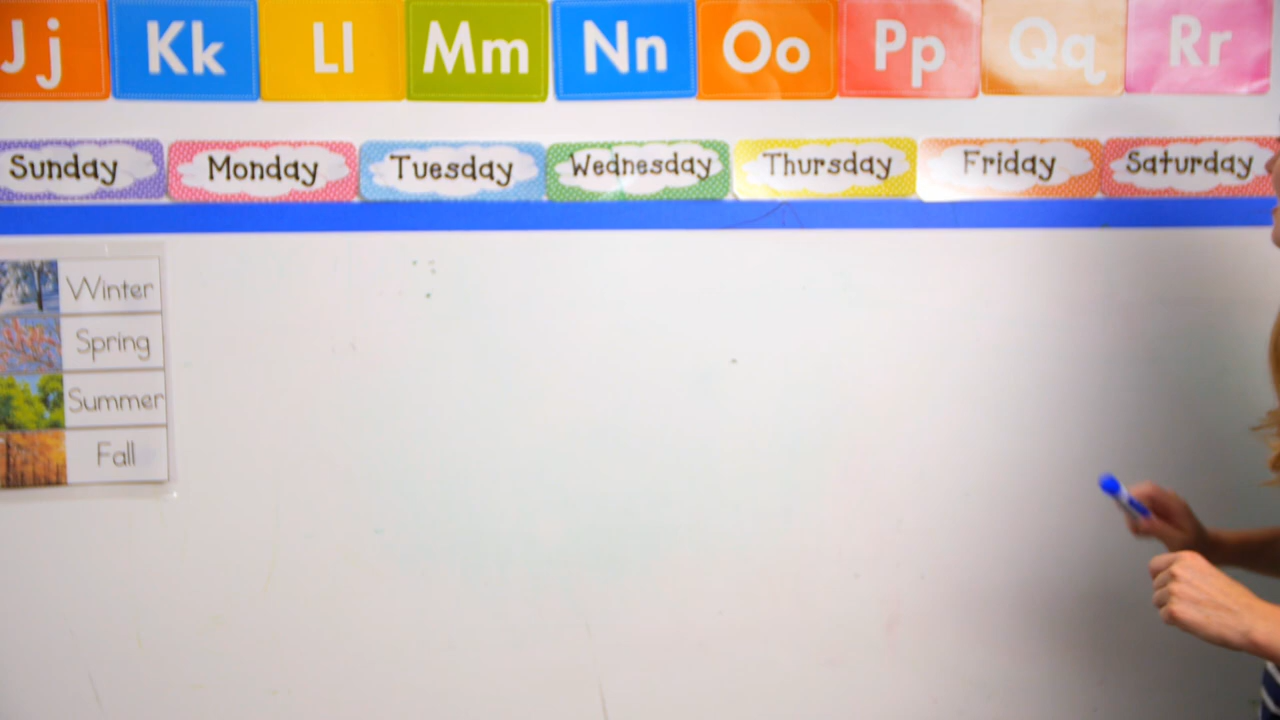 Jj Kk Ll Mm Nn Oo Pp Qq Rr
Sunday Monday Tuesday Wednesday Thursday Friday Saturday
Winter
Spring
Summer
Fall